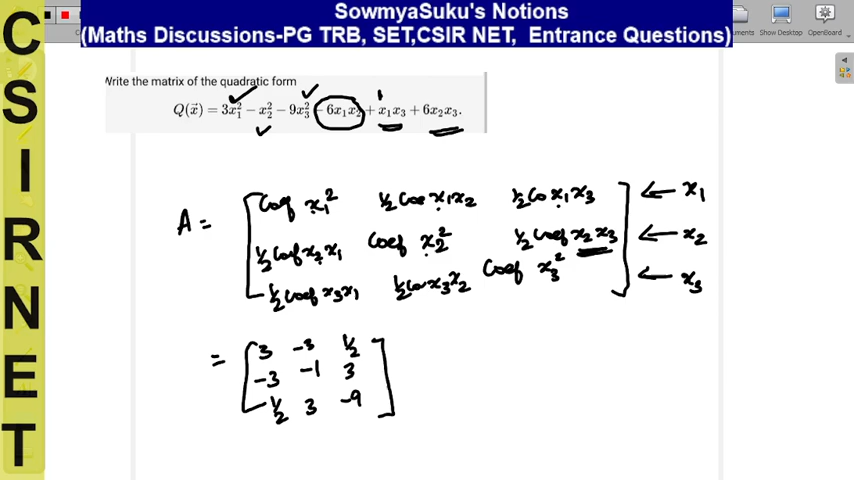 SowmyaSuku's Notions
(Maths Discussions-PG TRB, SET,CSIR NET, Entrance Questions)
Show Desktop OpenBoard
CSIRNET
Write the matrix of the quadratic form
Q(x⃗) = 3x₁² − x₂² − 9x₃² − 6x₁x₂ + x₁x₃ + 6x₂x₃.
A = [ Coef x₁² ½ Coe x₁x₂ ½ Co x₁x₃ ] ← x₁
½ Coef x₂x₁ Coef x₂² ½ Coef x₂x₃ ← x₂
½ Coef x₃x₁ ½ Co x₃x₂ Coef x₃² ← x₃
= [ 3 -3 ½ ]
-3 -1 3
½ 3 -9